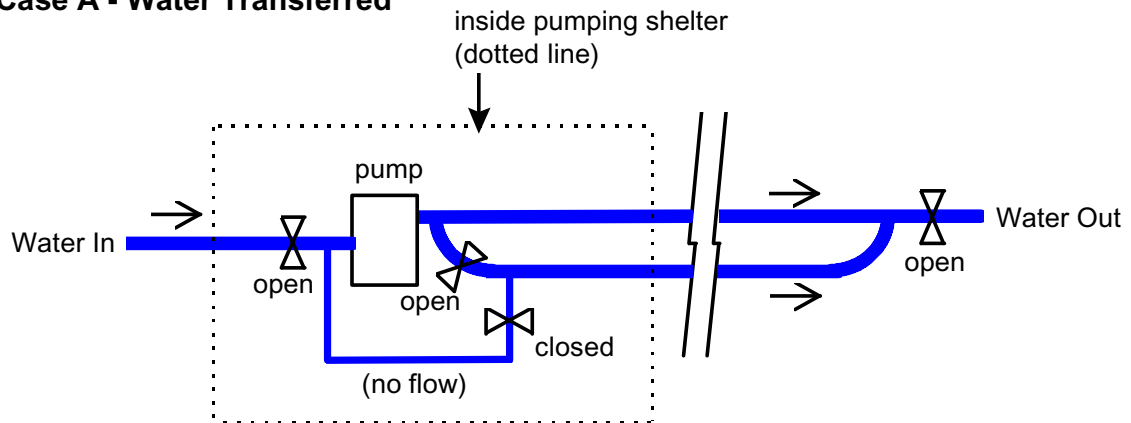 Case A - Water Transferred
inside pumping shelter
(dotted line)
pump
Water In
open
open
closed
(no flow)
Water Out
open